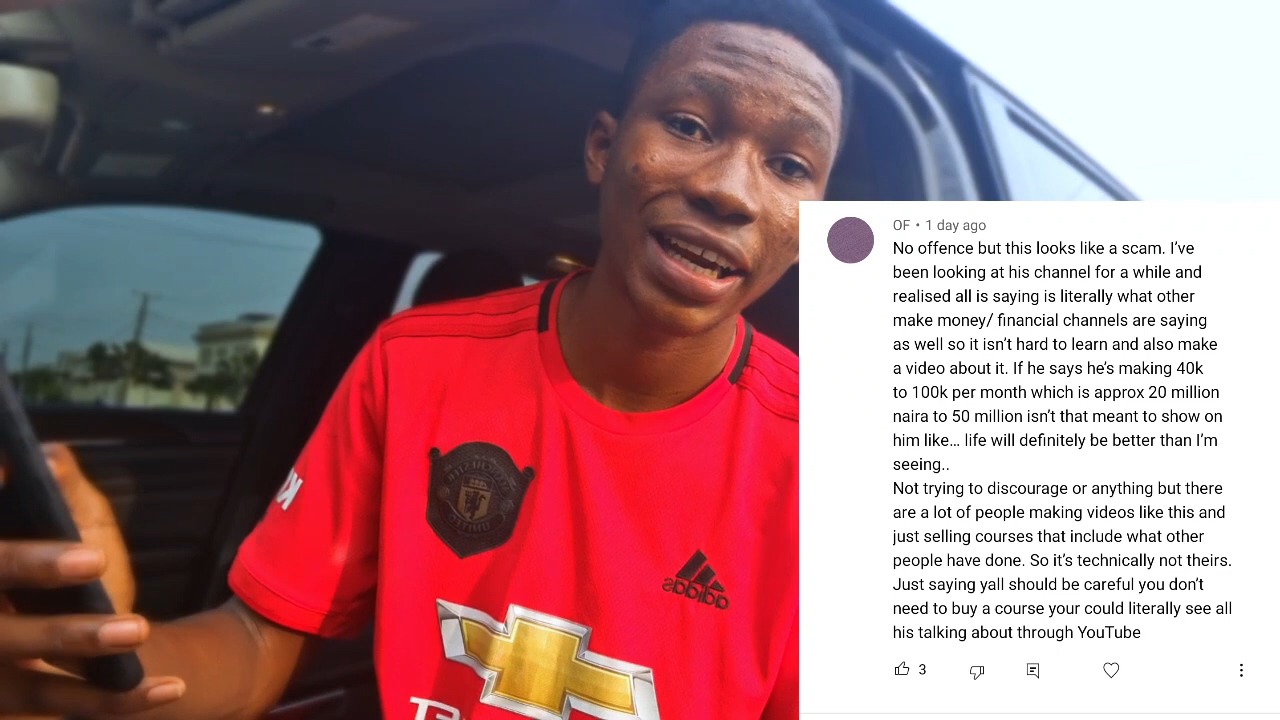 OF • 1 day ago
No offence but this looks like a scam. I've
been looking at his channel for a while and
realised all is saying is literally what other
make money/ financial channels are saying
as well so it isn't hard to learn and also make
a video about it. If he says he's making 40k
to 100k per month which is approx 20 million
naira to 50 million isn't that meant to show on
him like... life will definitely be better than I'm
seeing..
Not trying to discourage or anything but there
are a lot of people making videos like this and
just selling courses that include what other
people have done. So it's technically not theirs.
Just saying yall should be careful you don't
need to buy a course your could literally see all
his talking about through YouTube
3
adidas